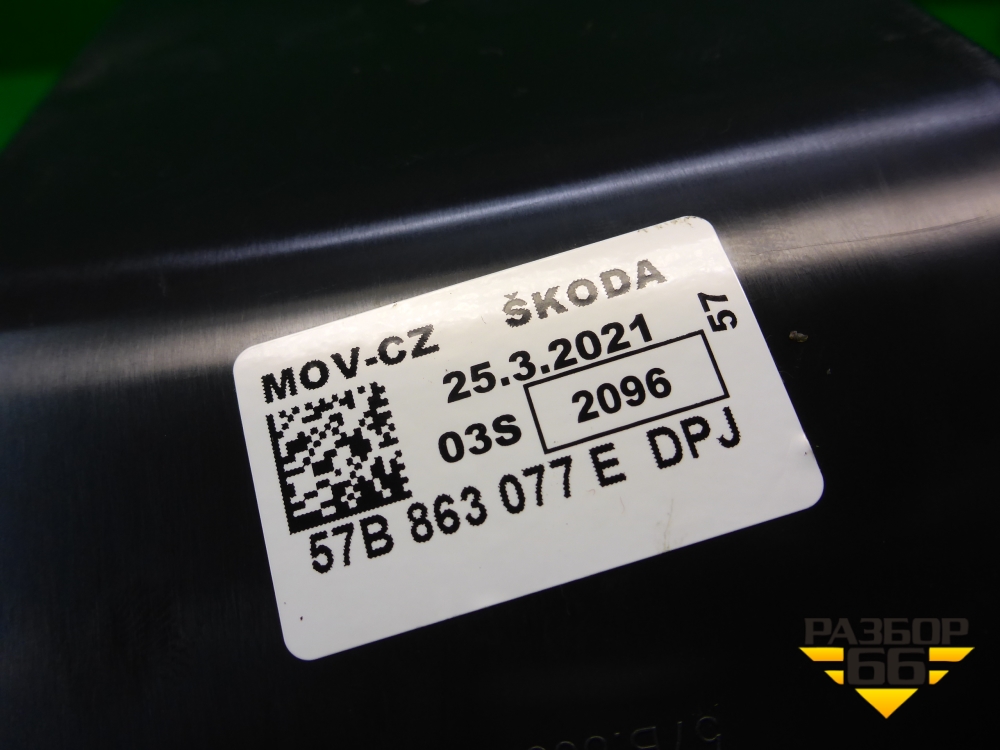 MOV-CZ ŠKODA
25.3.2021 57
03S 2096
57B 863 077 E DPJ
РАЗБОР
66